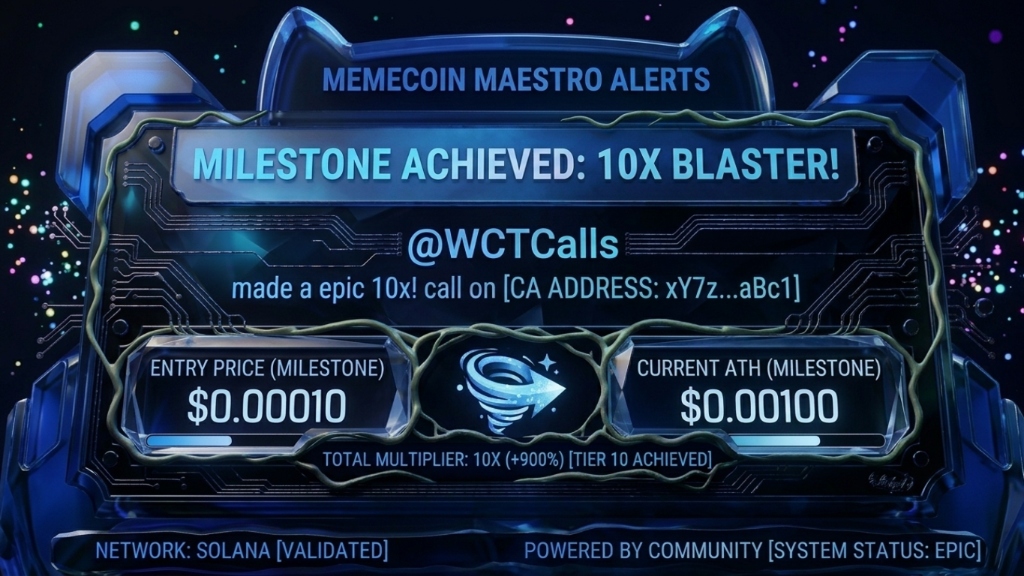 MEMECOIN MAESTRO ALERTS
MILESTONE ACHIEVED: 10X BLASTER!
@WCTCalls
made a epic 10x! call on [CA ADDRESS: xY7z...aBc1]
ENTRY PRICE (MILESTONE)
$0.00010
CURRENT ATH (MILESTONE)
$0.00100
TOTAL MULTIPLIER: 10X (+900%) [TIER 10 ACHIEVED]
NETWORK: SOLANA [VALIDATED]
POWERED BY COMMUNITY [SYSTEM STATUS: EPIC]